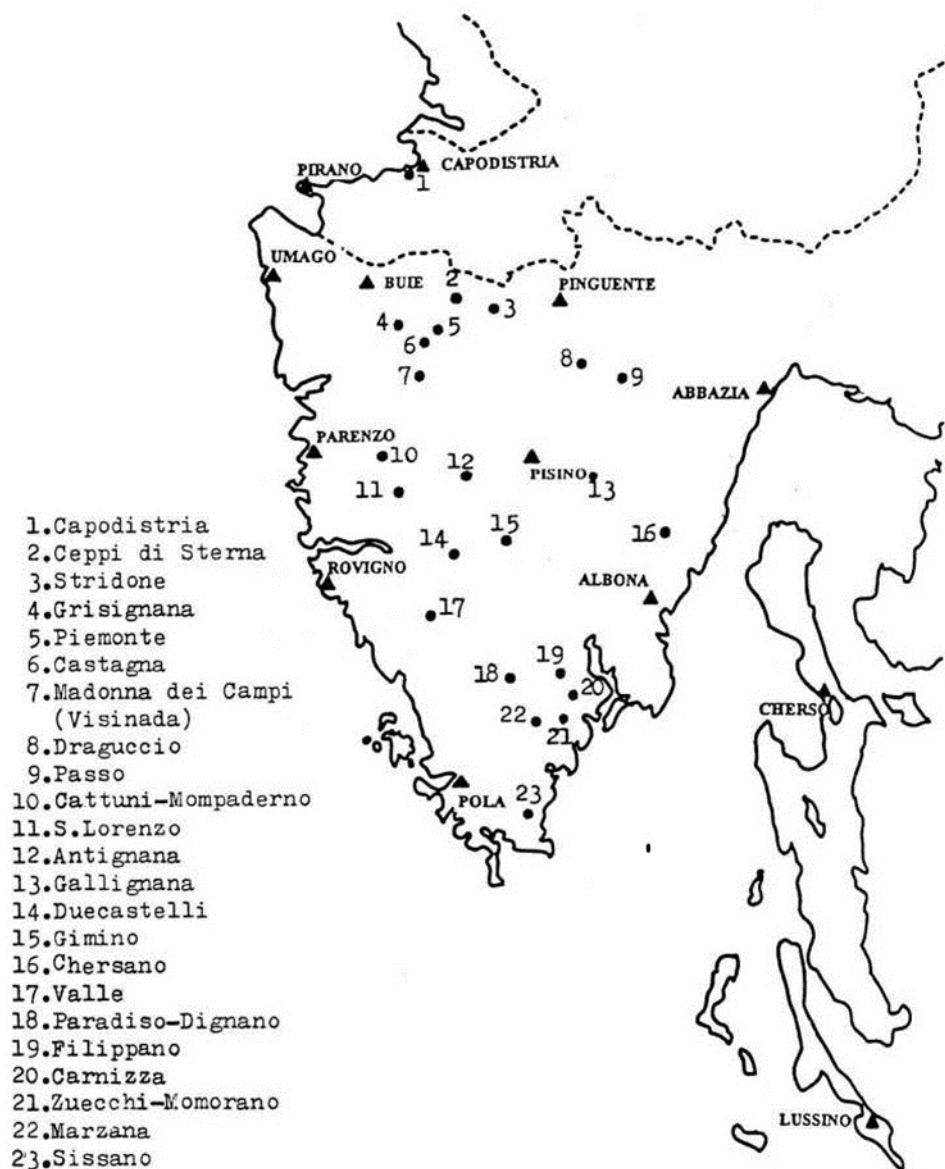 CAPODISTRIA
PIRANO
1
UMAGO
BUIE
2
PINGUENTE
3
4
5
6
7
8
9
ABBAZIA
PARENZO
10
12
PISINO
11
13
15
16
14
ROVIGNO
ALBONA
17
19
18
20
CHERSO
22
21
POLA
23
LUSSINO
1.Capodistria
2.Ceppi di Sterna
3.Stridone
4.Grisignana
5.Piemonte
6.Castagna
7.Madonna dei Campi
(Visinada)
8.Draguccio
9.Passo
10.Cattuni-Mompaderno
11.S.Lorenzo
12.Antignana
13.Gallignana
14.Duecastelli
15.Gimino
16.Chersano
17.Valle
18.Paradiso-Dignano
19.Filippano
20.Carnizza
21.Zuecchi-Momorano
22.Marzana
23.Sissano